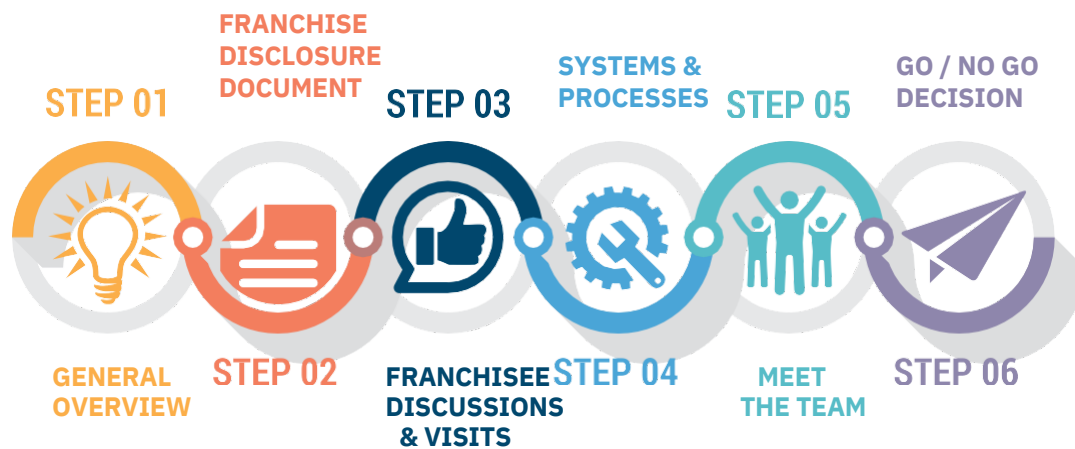 STEP 01
GENERAL
OVERVIEW
FRANCHISE
DISCLOSURE
DOCUMENT
STEP 02
STEP 03
FRANCHISEE
DISCUSSIONS
& VISITS
SYSTEMS &
PROCESSES
STEP 04
STEP 05
MEET
THE TEAM
GO / NO GO
DECISION
STEP 06